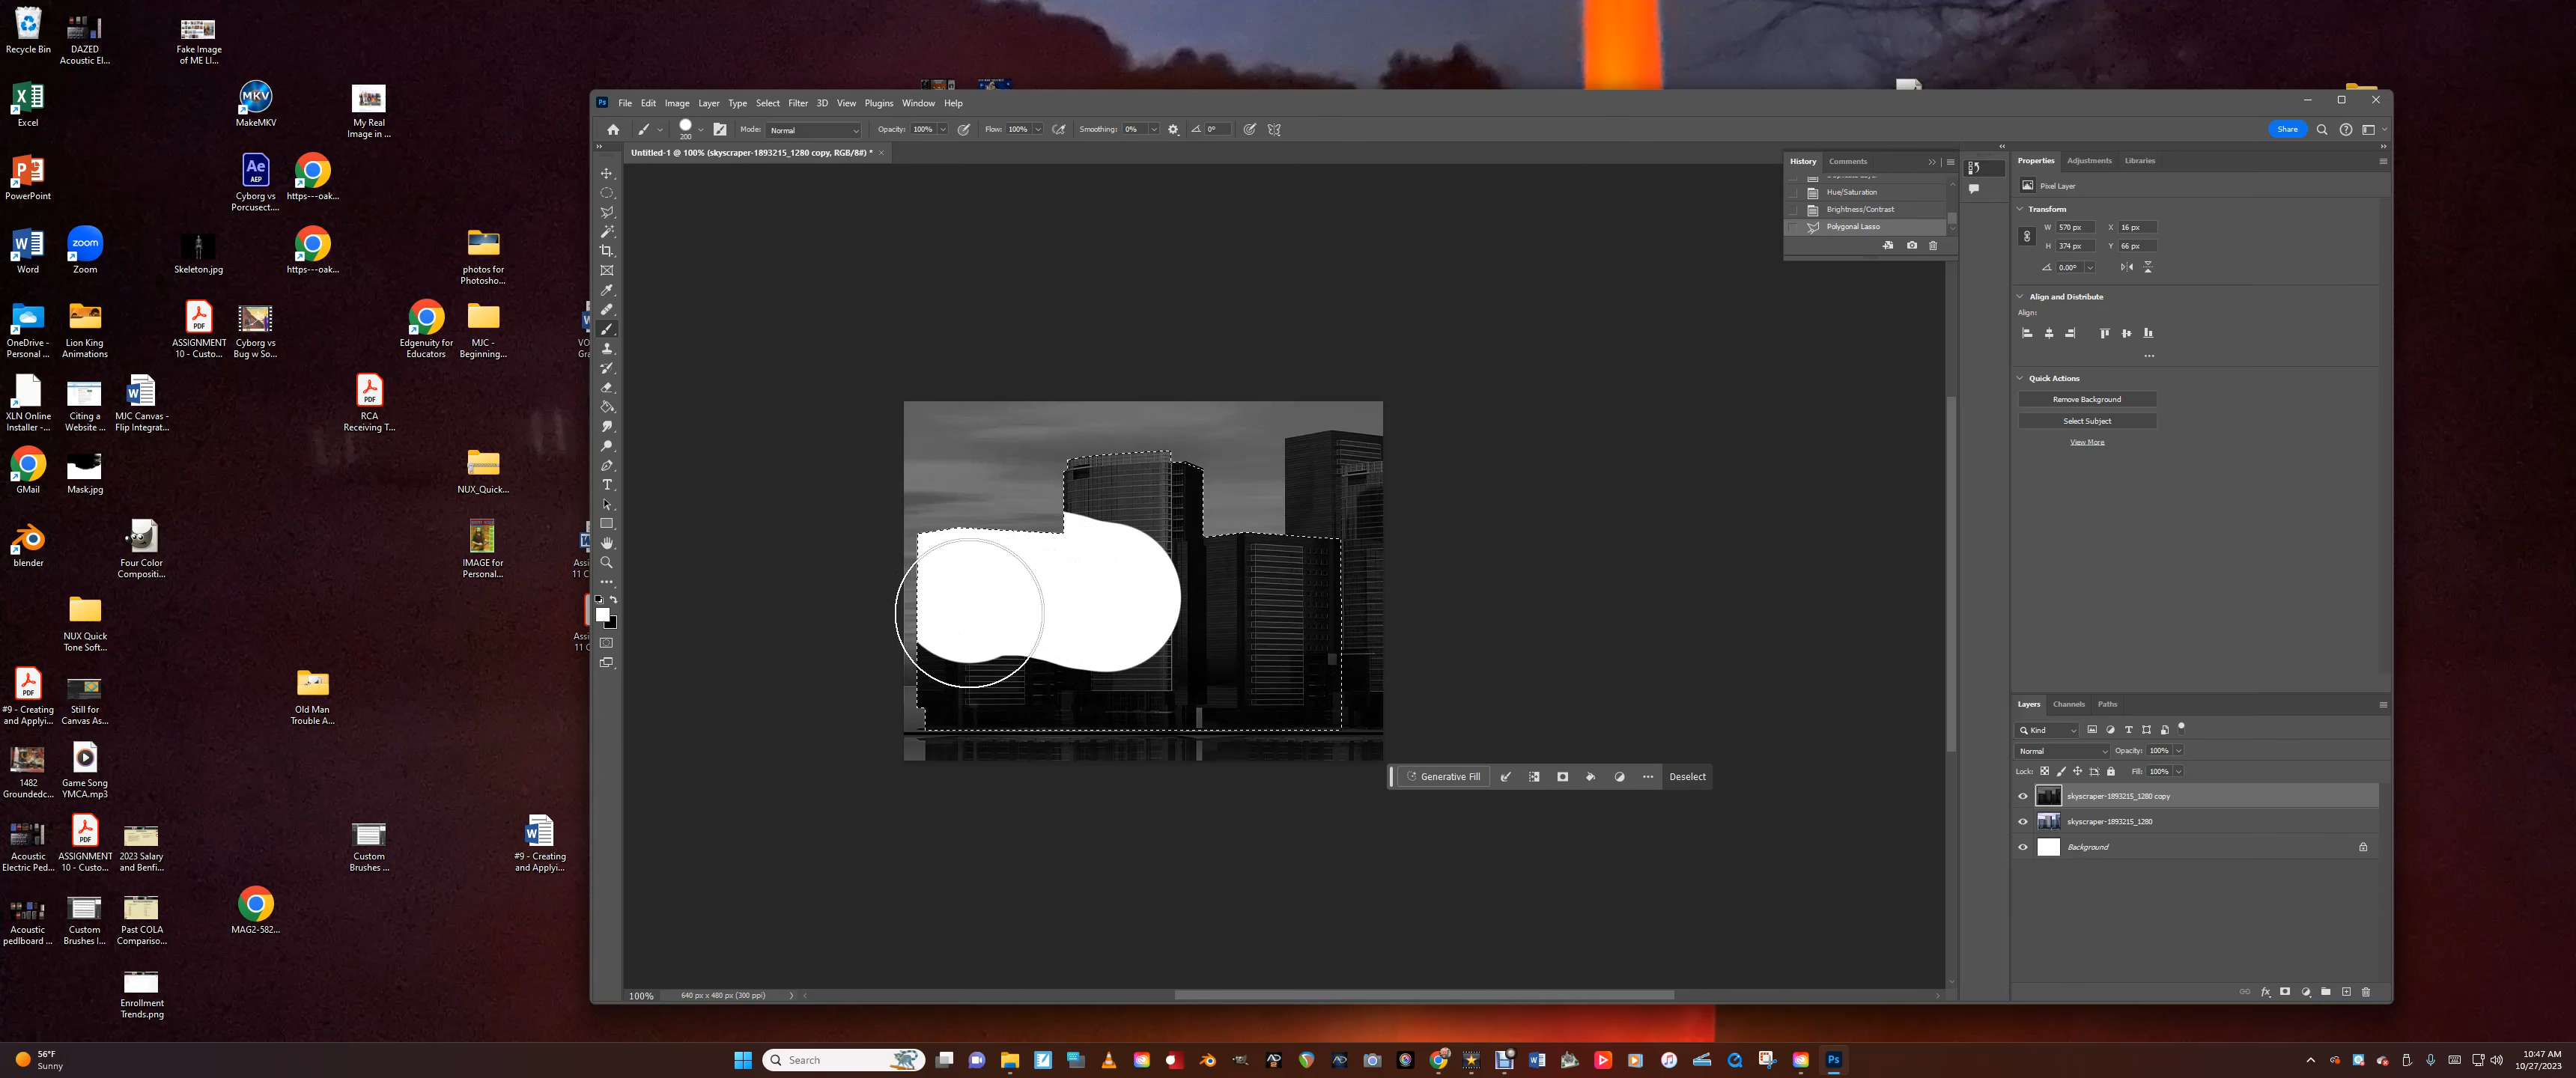 Recycle Bin
DAZED
Acoustic El...
Fake Image
of ME LI...
Excel
MKV
MakeMKV
My Real
Image in ...
PowerPoint
Ae
AEP
Cyborg vs
Porcusect....
https---oak...
Word
zoom
Zoom
Skeleton.jpg
https---oak...
photos for
Photosho...
OneDrive -
Personal ...
Lion King
Animations
PDF
ASSIGNMENT
10 - Custo...
Cyborg vs
Bug w So...
Edgenuity for
Educators
MJC -
Beginning...
XLN Online
Installer -...
Citing a
Website ...
MJC Canvas -
Flip Integrat...
PDF
RCA
Receiving T...
GMail
Mask.jpg
NUX_Quick...
blender
Four Color
Compositi...
IMAGE for
Personal...
NUX Quick
Tone Soft...
PDF
#9 - Creating
and Applyi...
Still for
Canvas As...
Old Man
Trouble A...
1482
Groundedc...
Game Song
YMCA.mp3
Acoustic
Electric Ped...
PDF
ASSIGNMENT
10 - Custo...
2023 Salary
and Benfi...
Custom
Brushes ...
#9 - Creating
and Applyi...
Acoustic
pedlboard ...
Custom
Brushes I...
Past COLA
Compariso...
MAG2-582...
Enrollment
Trends.png
Ps File Edit Image Layer Type Select Filter 3D View Plugins Window Help
200 Mode: Normal Opacity: 100% Flow: 100% Smoothing: 0% 0° Share
Untitled-1 @ 100% (skyscraper-1893215_1280 copy, RGB/8#) * ×
History Comments
Hue/Saturation
Brightness/Contrast
Polygonal Lasso
Properties Adjustments Libraries
Pixel Layer
Transform
W 570 px X 16 px
H 374 px Y 66 px
0.00°
Align and Distribute
Align:
Quick Actions
Remove Background
Select Subject
View More
Generative Fill Deselect
Layers Channels Paths
Kind
Normal Opacity: 100%
Lock: Fill: 100%
skyscraper-1893215_1280 copy
skyscraper-1893215_1280
Background
100% 640 px x 480 px (300 ppi)
56°F
Sunny
Search
10:47 AM
10/27/2023